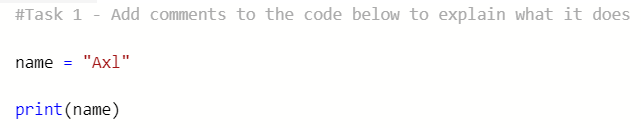 #Task 1 - Add comments to the code below to explain what it does
name = "Axl"
print(name)